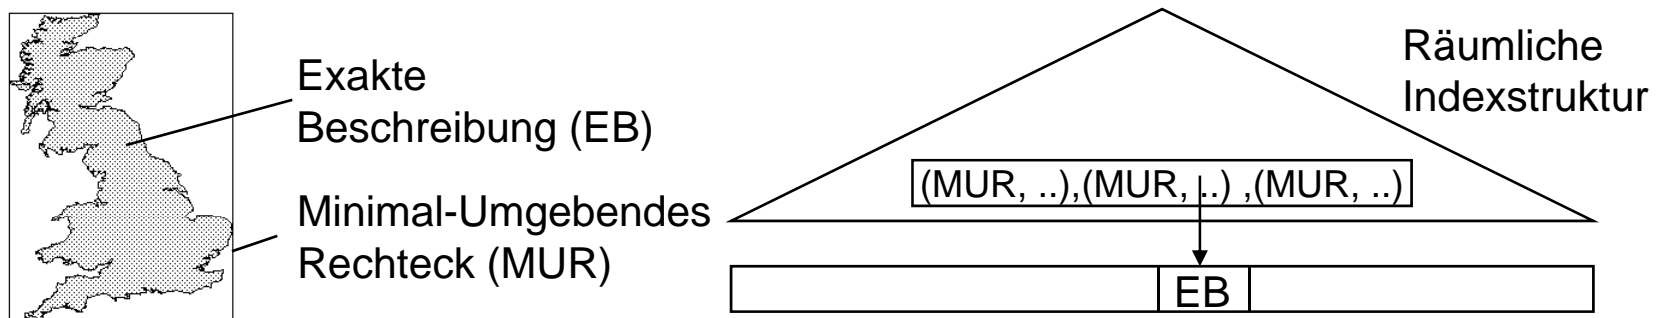 Exakte
Beschreibung (EB)
Minimal-Umgebendes
Rechteck (MUR)
Räumliche
Indexstruktur
(MUR, ..),(MUR, ..) ,(MUR, ..)
EB